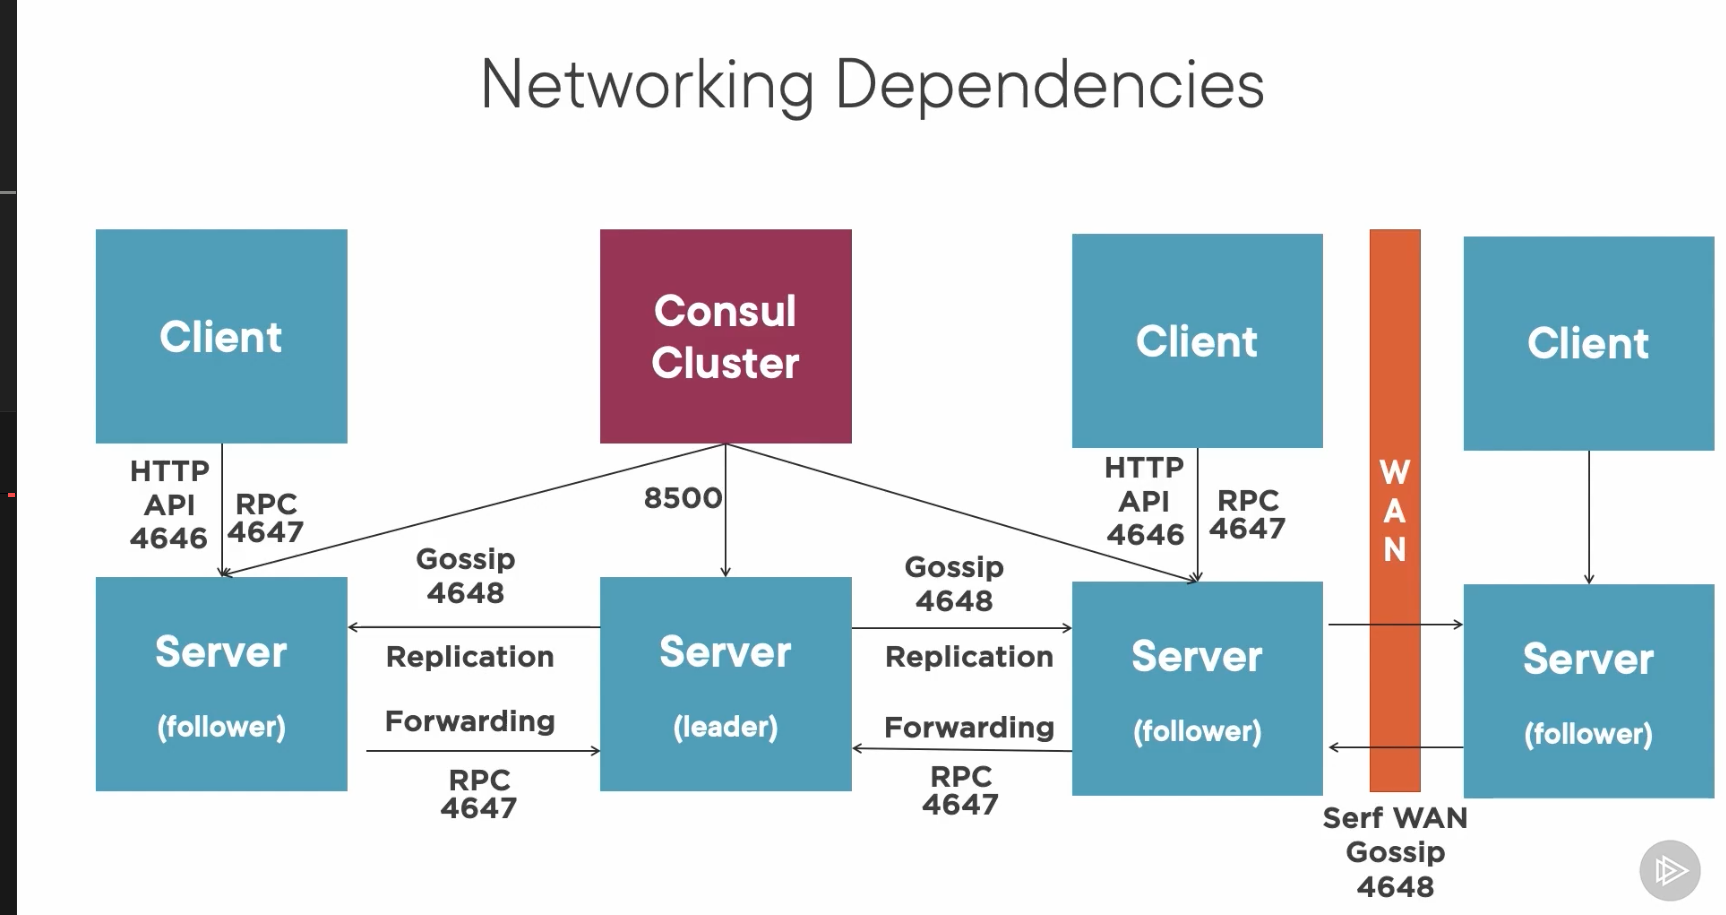 Networking Dependencies
Client
Consul
Cluster
Client
Client
HTTP
API
4646
RPC
4647
8500
HTTP
API
4646
RPC
4647
W
A
N
Gossip
4648
Replication
Forwarding
RPC
4647
Gossip
4648
Replication
Forwarding
RPC
4647
Server
(follower)
Server
(leader)
Server
(follower)
Server
(follower)
Serf WAN
Gossip
4648